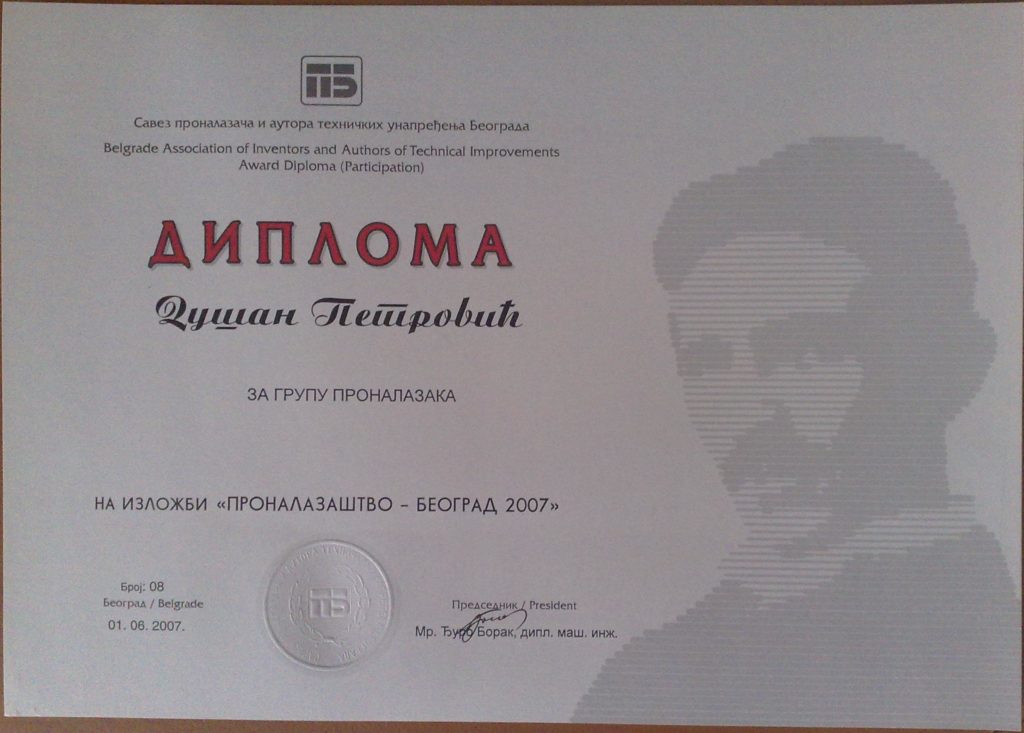 ПБ
Савез проналазача и аутора техничких унапређења Београда
Belgrade Association of Inventors and Authors of Technical Improvements
Award Diploma (Participation)
ДИПЛОМА
Душан Петровић
ЗА ГРУПУ ПРОНАЛАЗАКА
НА ИЗЛОЖБИ «ПРОНАЛАЗАШТВО – БЕОГРАД 2007»
Број: 08
Београд / Belgrade
01. 06. 2007.
ПБ
Председник / President
Мр. Ђуро Борак, дипл. маш. инж.